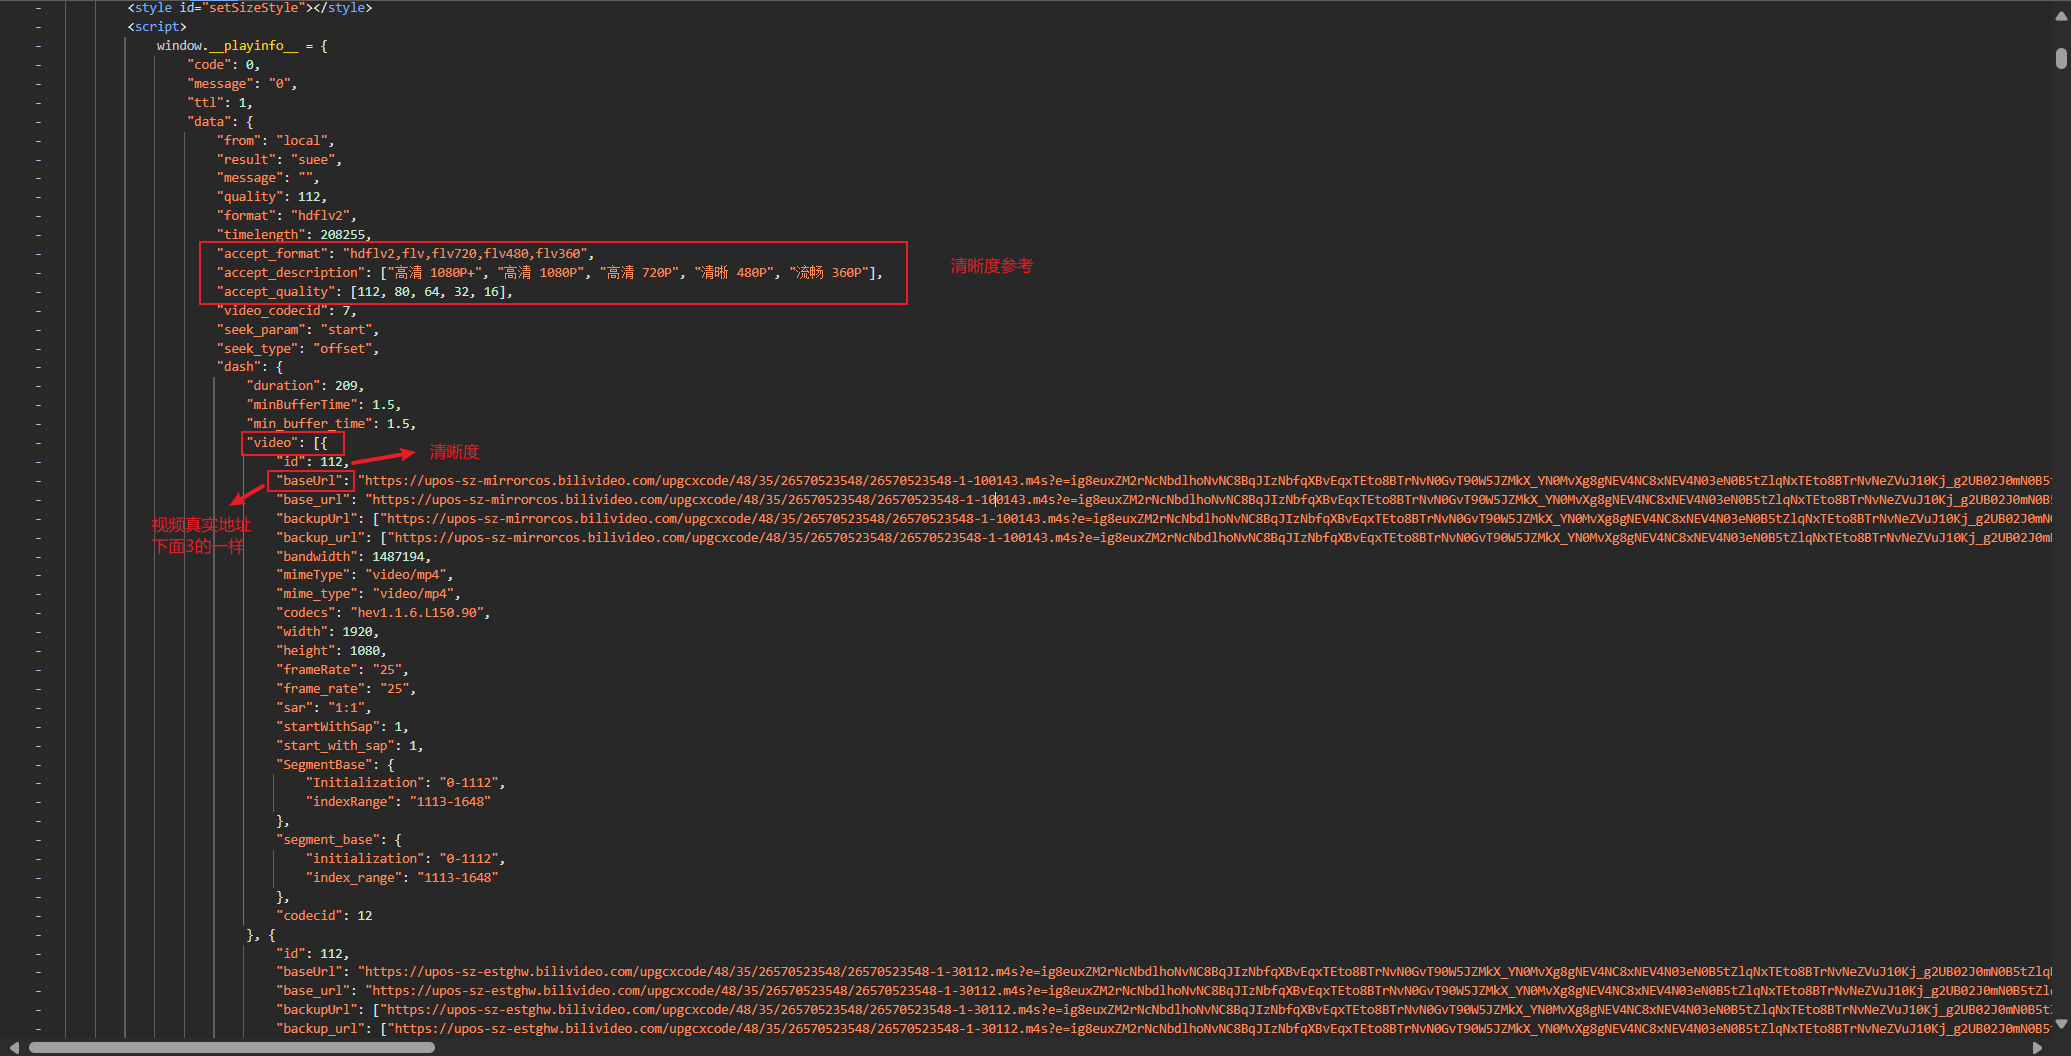 <style id="setSizeStyle"></style>
<script>
window.__playinfo__ = {
"code": 0,
"message": "0",
"ttl": 1,
"data": {
"from": "local",
"result": "suee",
"message": "",
"quality": 112,
"format": "hdflv2",
"timelength": 208255,
"accept_format": "hdflv2,flv,flv720,flv480,flv360",
"accept_description": ["高清 1080P+", "高清 1080P", "高清 720P", "清晰 480P", "流畅 360P"],
清晰度参考
"accept_quality": [112, 80, 64, 32, 16],
"video_codecid": 7,
"seek_param": "start",
"seek_type": "offset",
"dash": {
"duration": 209,
"minBufferTime": 1.5,
"min_buffer_time": 1.5,
"video": [{
"id": 112,
清晰度
"baseUrl": "https://upos-sz-mirrorcos.bilivideo.com/upgcxcode/48/35/26570523548/26570523548-1-100143.m4s?e=ig8euxZM2rNcNbdlhoNvNC8BqJIzNbfqXBvEqxTEto8BTrNvN0GvT90W5JZMkX_YN0MvXg8gNEV4NC8xNEV4N03eN0B5tZlqNxTEto8BTrNvNeZVuJ10Kj_g2UB02J0mN0B5t
"base_url": "https://upos-sz-mirrorcos.bilivideo.com/upgcxcode/48/35/26570523548/26570523548-1-100143.m4s?e=ig8euxZM2rNcNbdlhoNvNC8BqJIzNbfqXBvEqxTEto8BTrNvN0GvT90W5JZMkX_YN0MvXg8gNEV4NC8xNEV4N03eN0B5tZlqNxTEto8BTrNvNeZVuJ10Kj_g2UB02J0mN0B5
"backupUrl": ["https://upos-sz-mirrorcos.bilivideo.com/upgcxcode/48/35/26570523548/26570523548-1-100143.m4s?e=ig8euxZM2rNcNbdlhoNvNC8BqJIzNbfqXBvEqxTEto8BTrNvN0GvT90W5JZMkX_YN0MvXg8gNEV4NC8xNEV4N03eN0B5tZlqNxTEto8BTrNvNeZVuJ10Kj_g2UB02J0mN
"backup_url": ["https://upos-sz-mirrorcos.bilivideo.com/upgcxcode/48/35/26570523548/26570523548-1-100143.m4s?e=ig8euxZM2rNcNbdlhoNvNC8BqJIzNbfqXBvEqxTEto8BTrNvN0GvT90W5JZMkX_YN0MvXg8gNEV4NC8xNEV4N03eN0B5tZlqNxTEto8BTrNvNeZVuJ10Kj_g2UB02J0m
视频真实地址
下面3的一样
"bandwidth": 1487194,
"mimeType": "video/mp4",
"mime_type": "video/mp4",
"codecs": "hev1.1.6.L150.90",
"width": 1920,
"height": 1080,
"frameRate": "25",
"frame_rate": "25",
"sar": "1:1",
"startWithSap": 1,
"start_with_sap": 1,
"SegmentBase": {
"Initialization": "0-1112",
"indexRange": "1113-1648"
},
"segment_base": {
"initialization": "0-1112",
"index_range": "1113-1648"
},
"codecid": 12
}, {
"id": 112,
"baseUrl": "https://upos-sz-estghw.bilivideo.com/upgcxcode/48/35/26570523548/26570523548-1-30112.m4s?e=ig8euxZM2rNcNbdlhoNvNC8BqJIzNbfqXBvEqxTEto8BTrNvN0GvT90W5JZMkX_YN0MvXg8gNEV4NC8xNEV4N03eN0B5tZlqNxTEto8BTrNvNeZVuJ10Kj_g2UB02J0mN0B5tZlq
"base_url": "https://upos-sz-estghw.bilivideo.com/upgcxcode/48/35/26570523548/26570523548-1-30112.m4s?e=ig8euxZM2rNcNbdlhoNvNC8BqJIzNbfqXBvEqxTEto8BTrNvN0GvT90W5JZMkX_YN0MvXg8gNEV4NC8xNEV4N03eN0B5tZlqNxTEto8BTrNvNeZVuJ10Kj_g2UB02J0mN0B5tZl
"backupUrl": ["https://upos-sz-estghw.bilivideo.com/upgcxcode/48/35/26570523548/26570523548-1-30112.m4s?e=ig8euxZM2rNcNbdlhoNvNC8BqJIzNbfqXBvEqxTEto8BTrNvN0GvT90W5JZMkX_YN0MvXg8gNEV4NC8xNEV4N03eN0B5tZlqNxTEto8BTrNvNeZVuJ10Kj_g2UB02J0mN0B5t
"backup_url": ["https://upos-sz-estghw.bilivideo.com/upgcxcode/48/35/26570523548/26570523548-1-30112.m4s?e=ig8euxZM2rNcNbdlhoNvNC8BqJIzNbfqXBvEqxTEto8BTrNvN0GvT90W5JZMkX_YN0MvXg8gNEV4NC8xNEV4N03eN0B5tZlqNxTEto8BTrNvNeZVuJ10Kj_g2UB02J0mN0B5